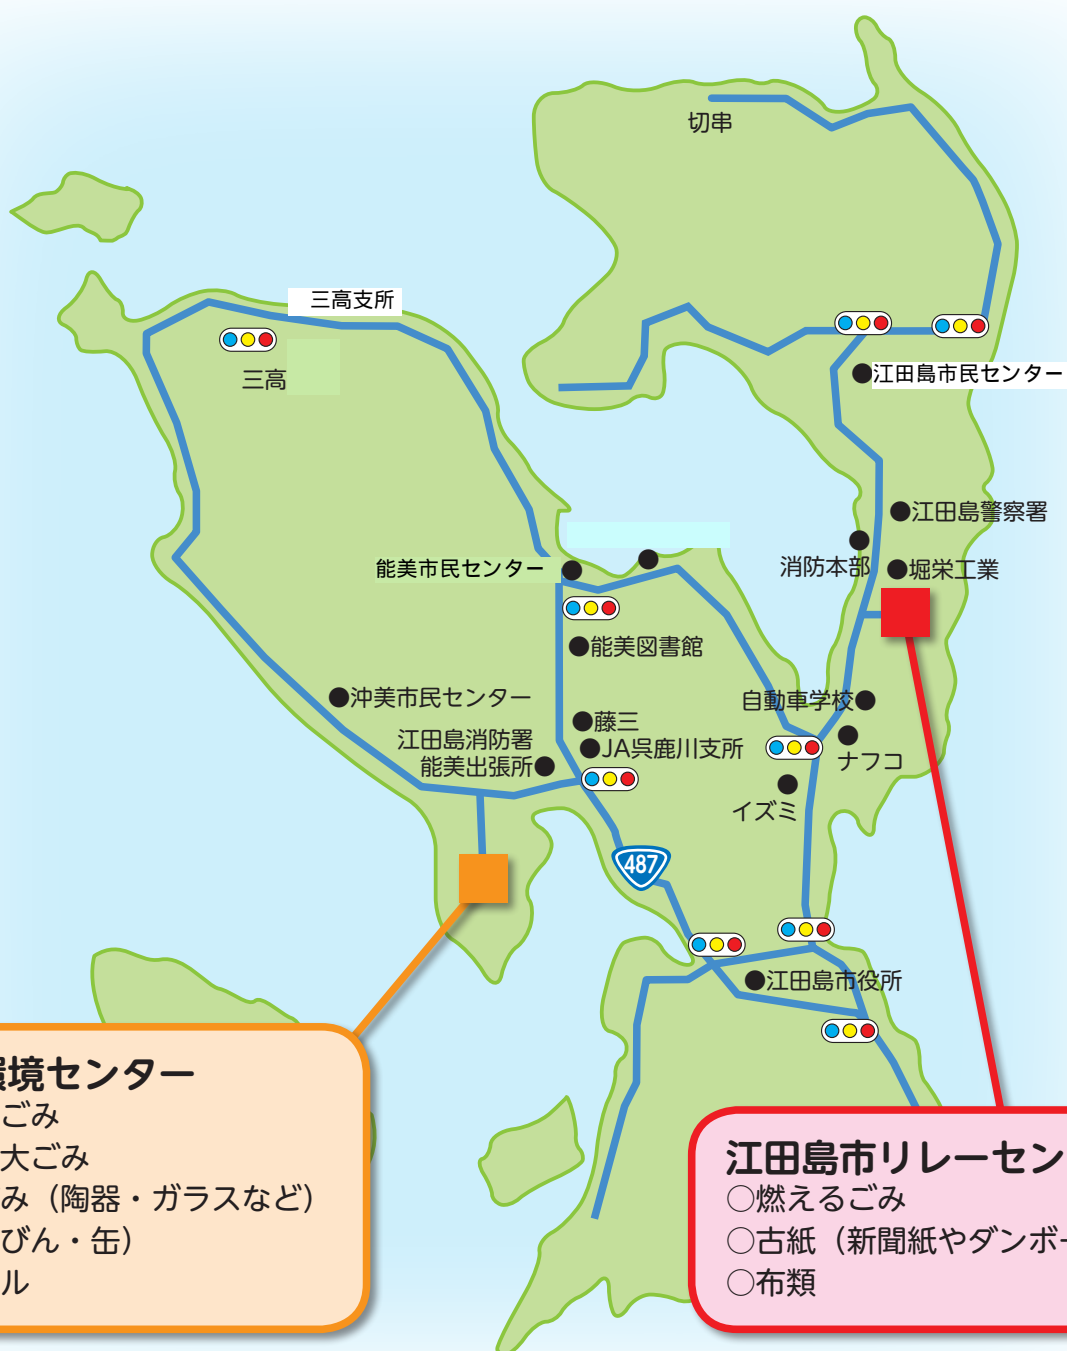 切串
三高支所
三高
江田島市民センター
江田島警察署
消防本部
堀栄工業
能美市民センター
能美図書館
沖美市民センター
自動車学校
藤三
江田島消防署
能美出張所
JA呉鹿川支所
ナフコ
イズミ
487
江田島市役所
環境センター
ごみ
大ごみ
み（陶器・ガラスなど）
びん・缶）
ル
江田島市リレーセン
○燃えるごみ
○古紙（新聞紙やダンボー
○布類